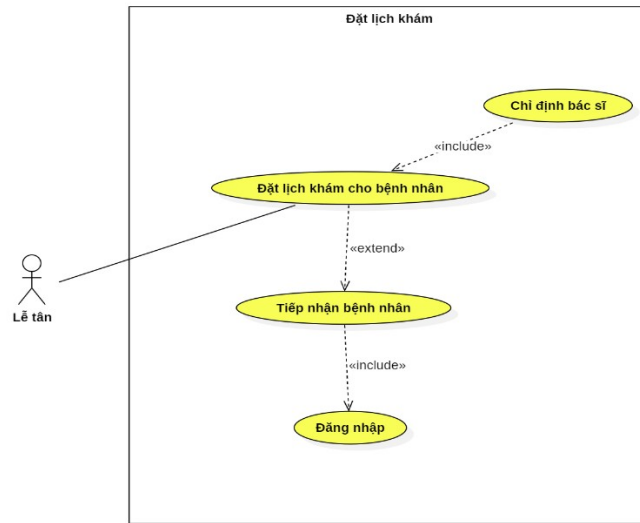 Đặt lịch khám
Chỉ định bác sĩ
«include»
Đặt lịch khám cho bệnh nhân
«extend»
Lễ tân
Tiếp nhận bệnh nhân
«include»
Đăng nhập